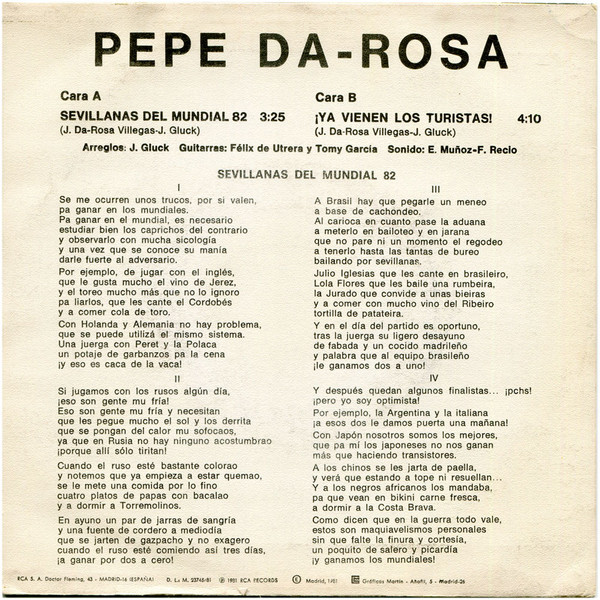 PEPE DA-ROSA
Cara A
SEVILLANAS DEL MUNDIAL 82 3:25
(J. Da-Rosa Villegas-J. Gluck)
Cara B
¡YA VIENEN LOS TURISTAS! 4:10
(J. Da-Rosa Villegas-J. Gluck)
Arreglos: J. Gluck Guitarras: Félix de Utrera y Tomy García Sonido: E. Muñoz-F. Recio
SEVILLANAS DEL MUNDIAL 82
I
Se me ocurren unos trucos, por si valen,
pa ganar en los mundiales.
Pa ganar en el mundial, es necesario
estudiar bien los caprichos del contrario
y observarlo con mucha sicología
y una vez que se conoce su manía
darle fuerte al adversario.
Por ejemplo, de jugar con el inglés,
que le gusta mucho el vino de Jerez,
y el toreo mucho más que no lo ignoro
pa liarlos, que les cante el Cordobés
y a comer cola de toro.
Con Holanda y Alemania no hay problema,
que se puede utilizá el mismo sistema.
Una juerga con Peret y la Polaca
un potaje de garbanzos pa la cena
¡y eso es caca de la vaca!
II
Si jugamos con los rusos algún día,
¡eso son gente mu fría!
Eso son gente mu fría y necesitan
que les pegue mucho el sol y los derrita
que se pongan del calor mu sofocaos,
ya que en Rusia no hay ninguno acostumbrao
¡porque allí sólo tiritan!
Cuando el ruso esté bastante colorao
y notemos que ya empieza a estar quemao,
se le mete una comida por lo fino
cuatro platos de papas con bacalao
y a dormir a Torremolinos.
En ayuno un par de jarras de sangría
y una fuente de cordero a mediodía
que se jarten de gazpacho y no exagero
cuando el ruso esté comiendo así tres días,
¡a ganar por dos a cero!
III
A Brasil hay que pegarle un meneo
a base de cachondeo.
Al carioca en cuanto pase la aduana
a meterlo en bailoteo y en jarana
que no pare ni un momento el regodeo
a tenerlo hasta las tantas de bureo
bailando por sevillanas.
Julio Iglesias que les cante en brasileiro,
Lola Flores que les baile una rumbeira,
la Jurado que convide a unas bieiras
y a comer con mucho vino del Ribeiro
tortilla de patateira.
Y en el día del partido es oportuno,
tras la juerga su ligero desayuno
de fabada y un cocido madrileño
y palabra que al equipo brasileño
¡le ganamos dos a uno!
IV
Y después quedan algunos finalistas... ¡pchs!
¡pero yo soy optimista!
Por ejemplo, la Argentina y la italiana
¡a esos dos le damos puerta una mañana!
Con Japón nosotros somos los mejores,
que pa mí los japoneses no nos ganan
más que haciendo transistores.
A los chinos se les jarta de paella,
y verá que estando a tope ni resuellan...
Y a los negros africanos los mandaba,
pa que vean en bikini carne fresca,
a dormir a la Costa Brava.
Como dicen que en la guerra todo vale,
estos son maquiavelismos personales
sin que falte la finura y cortesía,
un poquito de salero y picardía
¡y ganamos los mundiales!
RCA S. A. Doctor Fleming, 43 - MADRID-16 (ESPAÑA) D. L. M. 23745/81 Ⓟ 1981 RCA RECORDS Ⓒ Madrid, 1981 Gráficas Martín - Añafil, 5 - Madrid-26